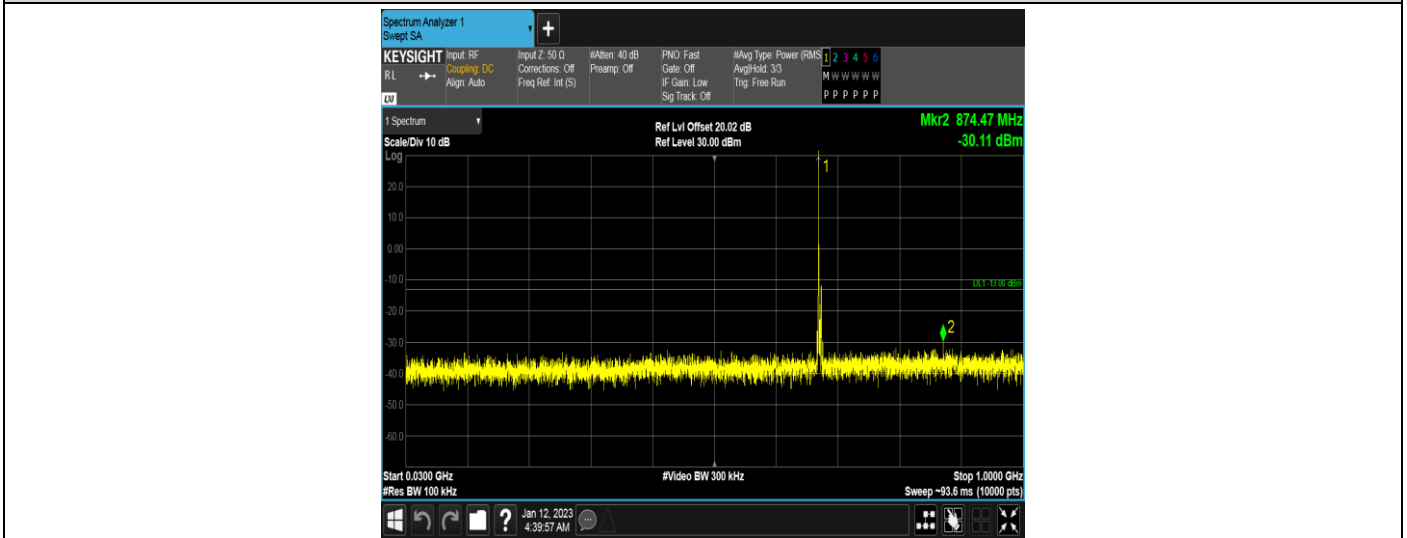 Spectrum Analyzer 1
Swept SA
+
KEYSIGHT
RL
LXI
Input: RF
Coupling: DC
Align: Auto
Input Z: 50 Ω
Corrections: Off
Freq Ref: Int (S)
#Atten: 40 dB
Preamp: Off
PNO: Fast
Gate: Off
IF Gain: Low
Sig Track: Off
#Avg Type: Power (RMS
Avg|Hold: 3/3
Trig: Free Run
1 2 3 4 5 6
M W W W W W
P P P P P P
1 Spectrum
Scale/Div 10 dB
Ref Lvl Offset 20.02 dB
Ref Level 30.00 dBm
Mkr2 874.47 MHz
-30.11 dBm
Log
1
20.0
10.0
0.00
-10.0
DL1 -13.00 dBm
-20.0
2
-30.0
-40.0
-50.0
-60.0
Start 0.0300 GHz
#Res BW 100 kHz
#Video BW 300 kHz
Stop 1.0000 GHz
Sweep ~93.6 ms (10000 pts)
?
Jan 12, 2023
4:39:57 AM